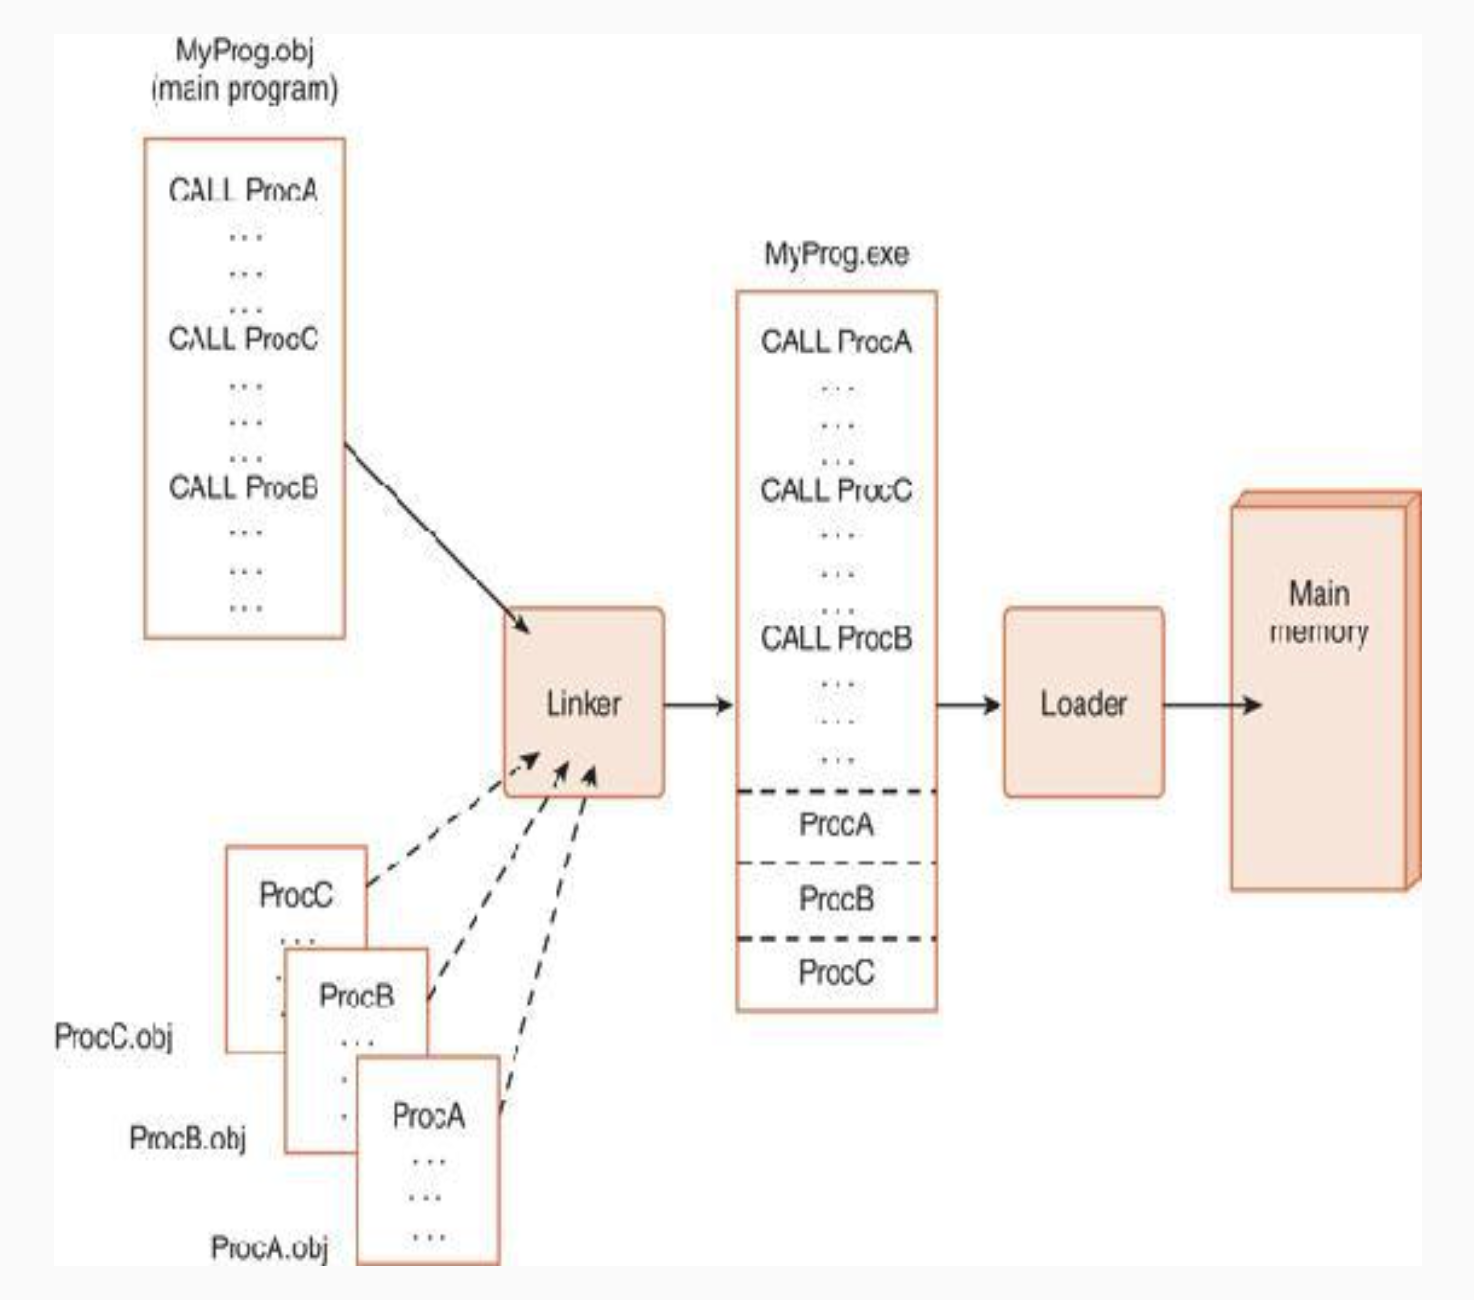 MyProg.obj
(main program)
CALL ProcA
...
...
...
CALL ProcC
...
...
...
CALL ProcB
...
...
...
MyProg.exe
CALL ProcA
...
...
...
CALL ProcC
...
...
...
CALL ProcB
...
...
...
ProcA
ProcB
ProcC
Linker
Loader
Main
memory
ProcC
...
ProcC.obj
ProcB
...
ProcB.obj
ProcA
...
...
...
ProcA.obj